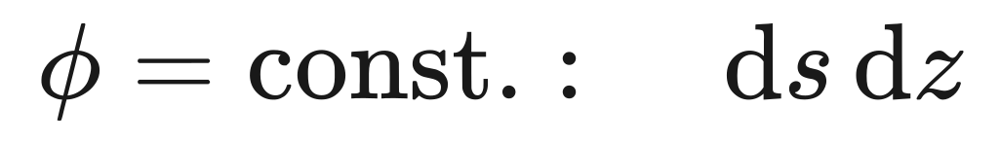 ϕ = const. : ds dz